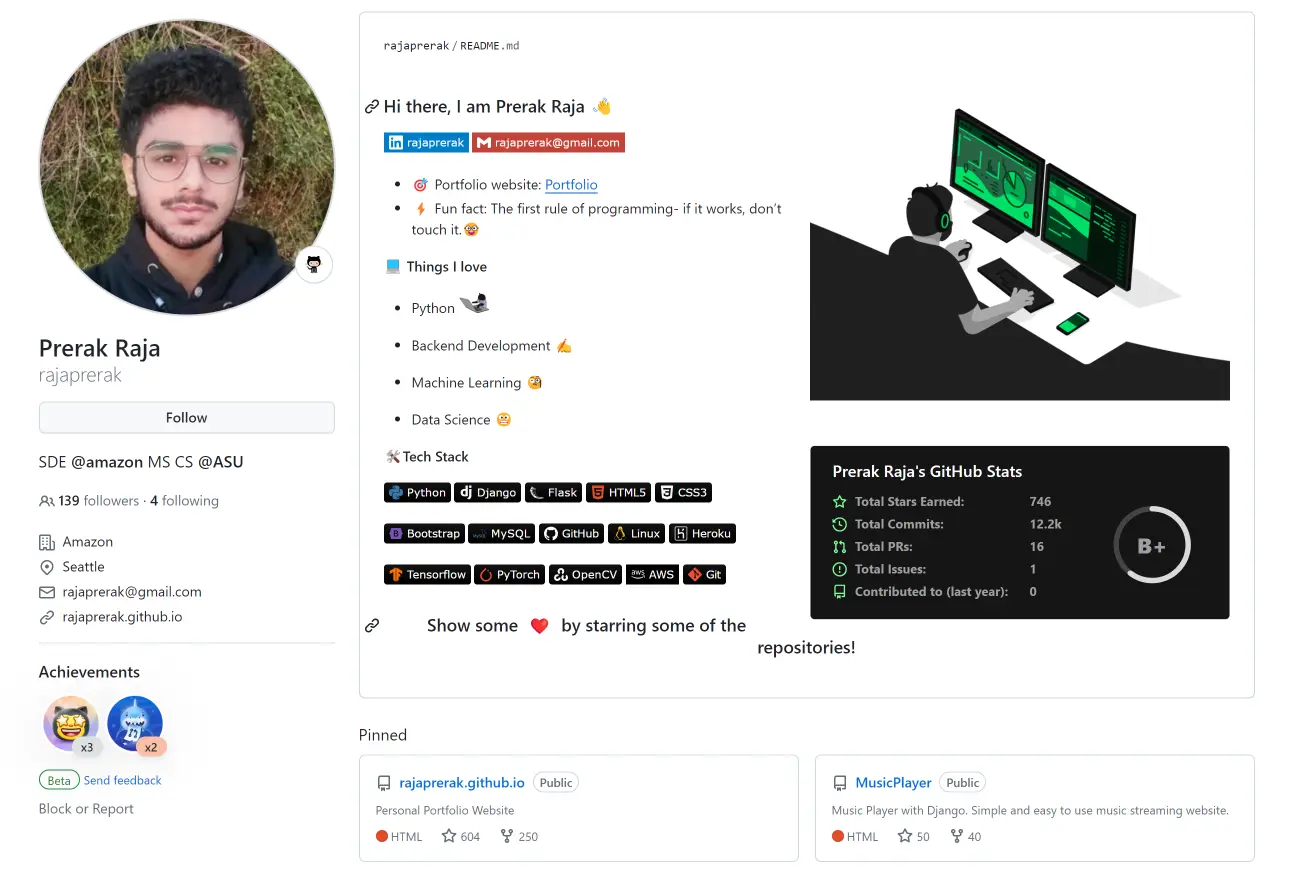 Prerak Raja
rajaprerak
Follow
SDE @amazon MS CS @ASU
139 followers · 4 following
Amazon
Seattle
rajaprerak@gmail.com
rajaprerak.github.io
Achievements
x3
x2
Beta Send feedback
Block or Report
rajaprerak / README.md
Hi there, I am Prerak Raja 👋
in rajaprerak M rajaprerak@gmail.com
🎯 Portfolio website: Portfolio
⚡ Fun fact: The first rule of programming- if it works, don’t
touch it.🤓
💻 Things I love
Python
Backend Development ✍️
Machine Learning 🧐
Data Science 😬
🛠️Tech Stack
Python dj Django Flask HTML5 CSS3
Bootstrap MySQL GitHub Linux Heroku
Tensorflow PyTorch OpenCV aws AWS Git
Show some ❤️ by starring some of the
repositories!
Prerak Raja's GitHub Stats
Total Stars Earned: 746
Total Commits: 12.2k
Total PRs: 16
Total Issues: 1
Contributed to (last year): 0
B+
Pinned
rajaprerak.github.io Public
Personal Portfolio Website
HTML 604 250
MusicPlayer Public
Music Player with Django. Simple and easy to use music streaming website.
HTML 50 40